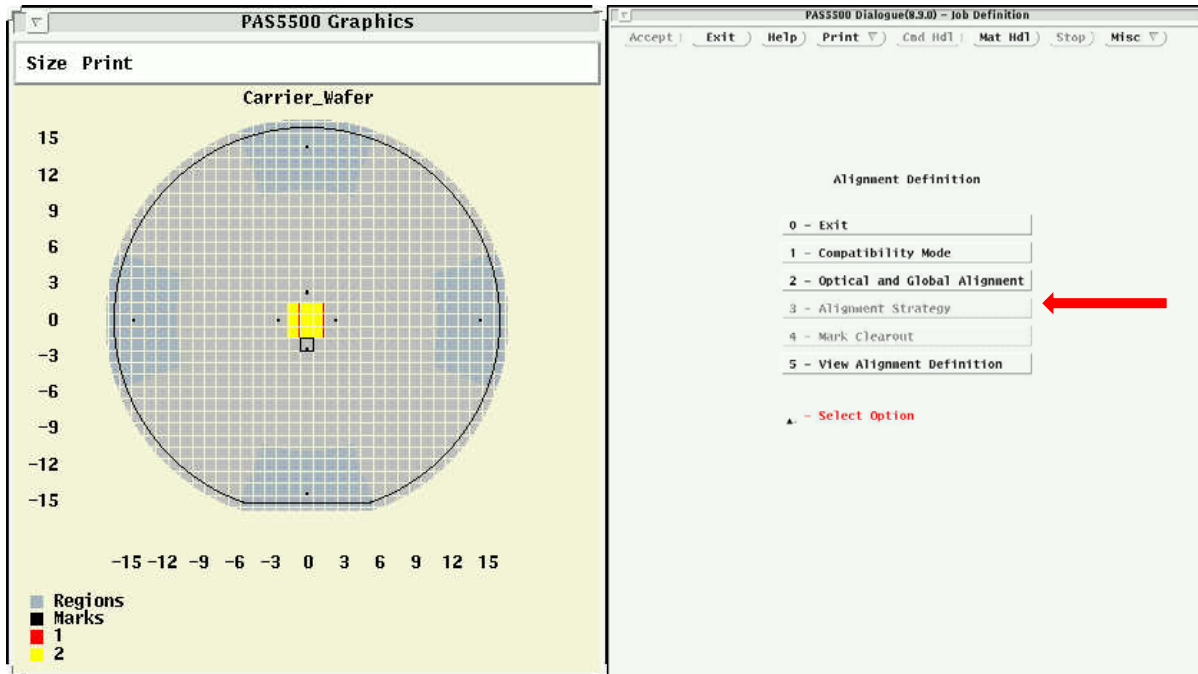 PAS5500 Graphics
Size Print
Carrier_Wafer
15
12
9
6
3
0
-3
-6
-9
-12
-15
-15 -12 -9 -6 -3 0 3 6 9 12 15
Regions
Marks
1
2
PAS5500 Dialogue(8.9.0) - Job Definition
Accept Exit Help Print Cmd Hdl Mat Hdl Stop Misc
Alignment Definition
0 - Exit
1 - Compatibility Mode
2 - Optical and Global Alignment
3 - Alignment Strategy
4 - Mark Clearout
5 - View Alignment Definition
- Select Option